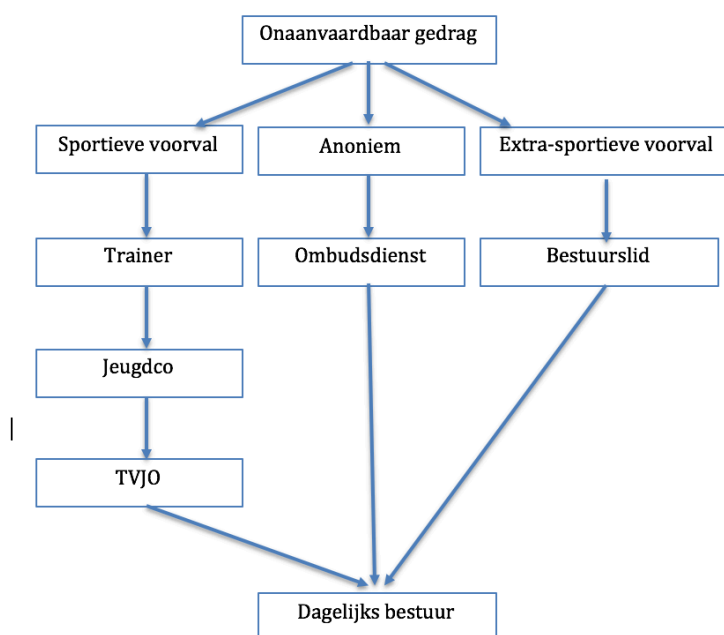 Onaanvaardbaar gedrag
Sportieve voorval
Anoniem
Extra-sportieve voorval
Trainer
Ombudsdienst
Bestuurslid
Jeugdco
TVJO
Dagelijks bestuur